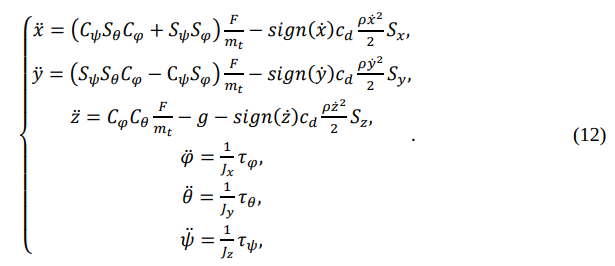 ẍ = (C_ψ S_θ C_φ + S_ψ S_φ) F/m_t − sign(ẋ)c_d ρẋ²/2 S_x,
ÿ = (S_ψ S_θ C_φ − C_ψ S_φ) F/m_t − sign(ẏ)c_d ρẏ²/2 S_y,
z̈ = C_φ C_θ F/m_t − g − sign(ż)c_d ρż²/2 S_z,
φ̈ = 1/J_x τ_φ,
θ̈ = 1/J_y τ_θ,
ψ̈ = 1/J_z τ_ψ,
. (12)